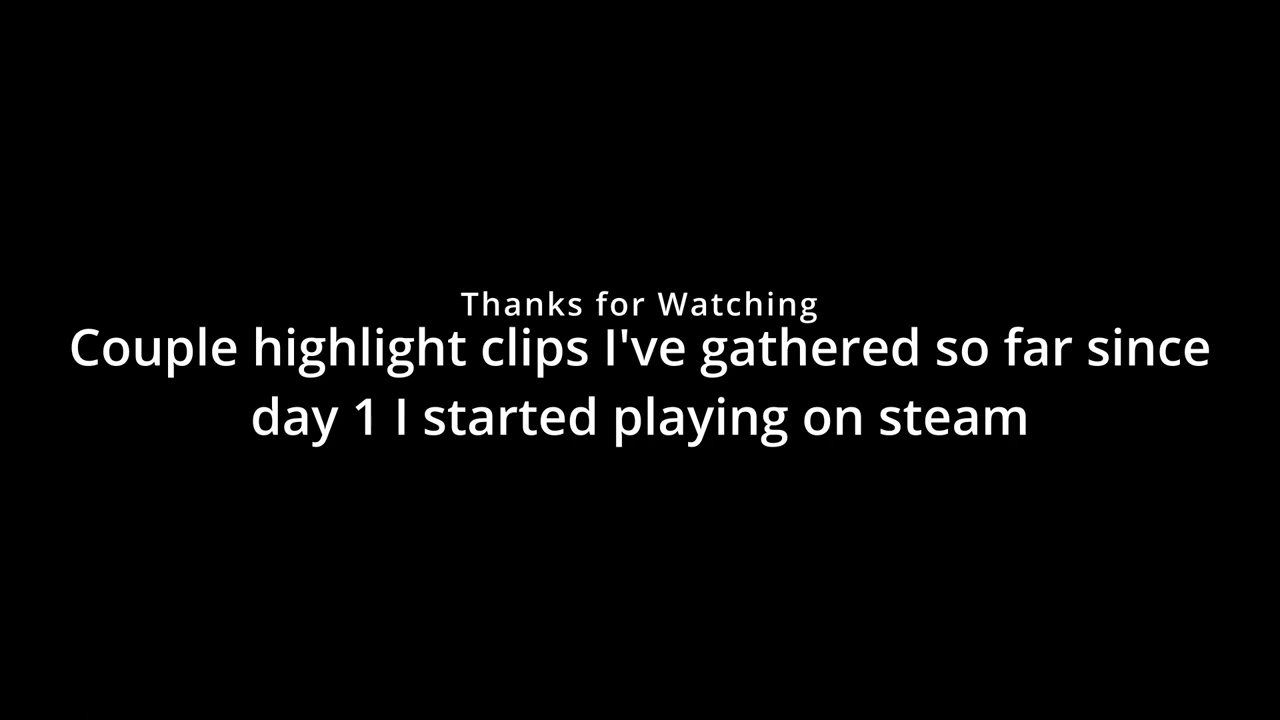 Thanks for Watching
Couple highlight clips I've gathered so far since
day 1 I started playing on steam